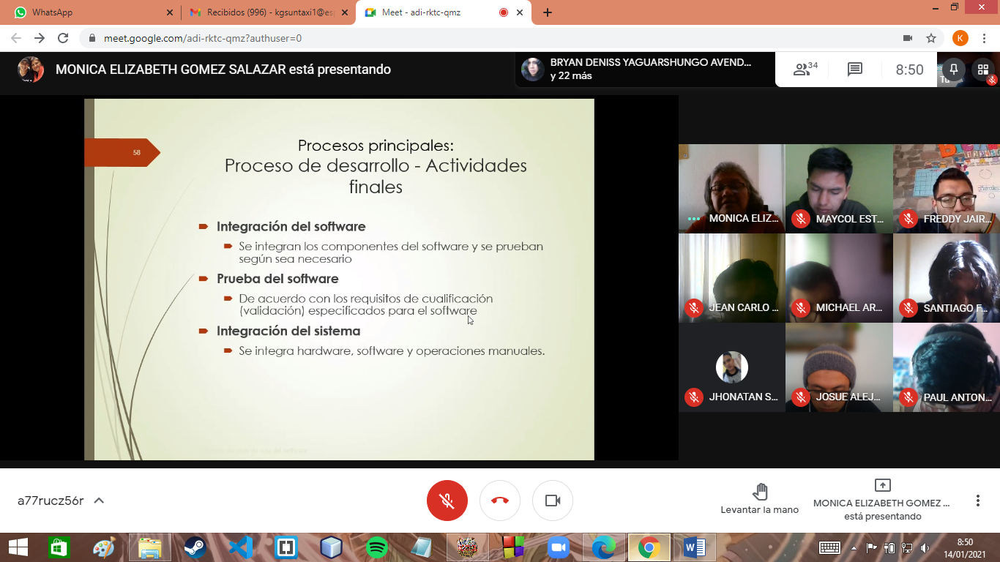 WhatsApp
Recibidos (996) - kgsuntaxi1@es
Meet - adi-rktc-qmz
meet.google.com/adi-rktc-qmz?authuser=0
K
MONICA ELIZABETH GOMEZ SALAZAR está presentando
BRYAN DENISS YAGUARSHUNGO AVEND...
y 22 más
34
8:50
Tú
58
Procesos principales:
Proceso de desarrollo - Actividades
finales
Integración del software
Se integran los componentes del software y se prueban
según sea necesario
Prueba del software
De acuerdo con los requisitos de cualificación
(validación) especificados para el software
Integración del sistema
Se integra hardware, software y operaciones manuales.
MONICA ELIZ...
MAYCOL EST...
FREDDY JAIR...
JEAN CARLO ...
MICHAEL AR...
SANTIAGO F...
JHONATAN S...
JOSUE ALEJ...
PAUL ANTON...
a77rucz56r
Levantar la mano
MONICA ELIZABETH GOMEZ ...
está presentando
8:50
14/01/2021